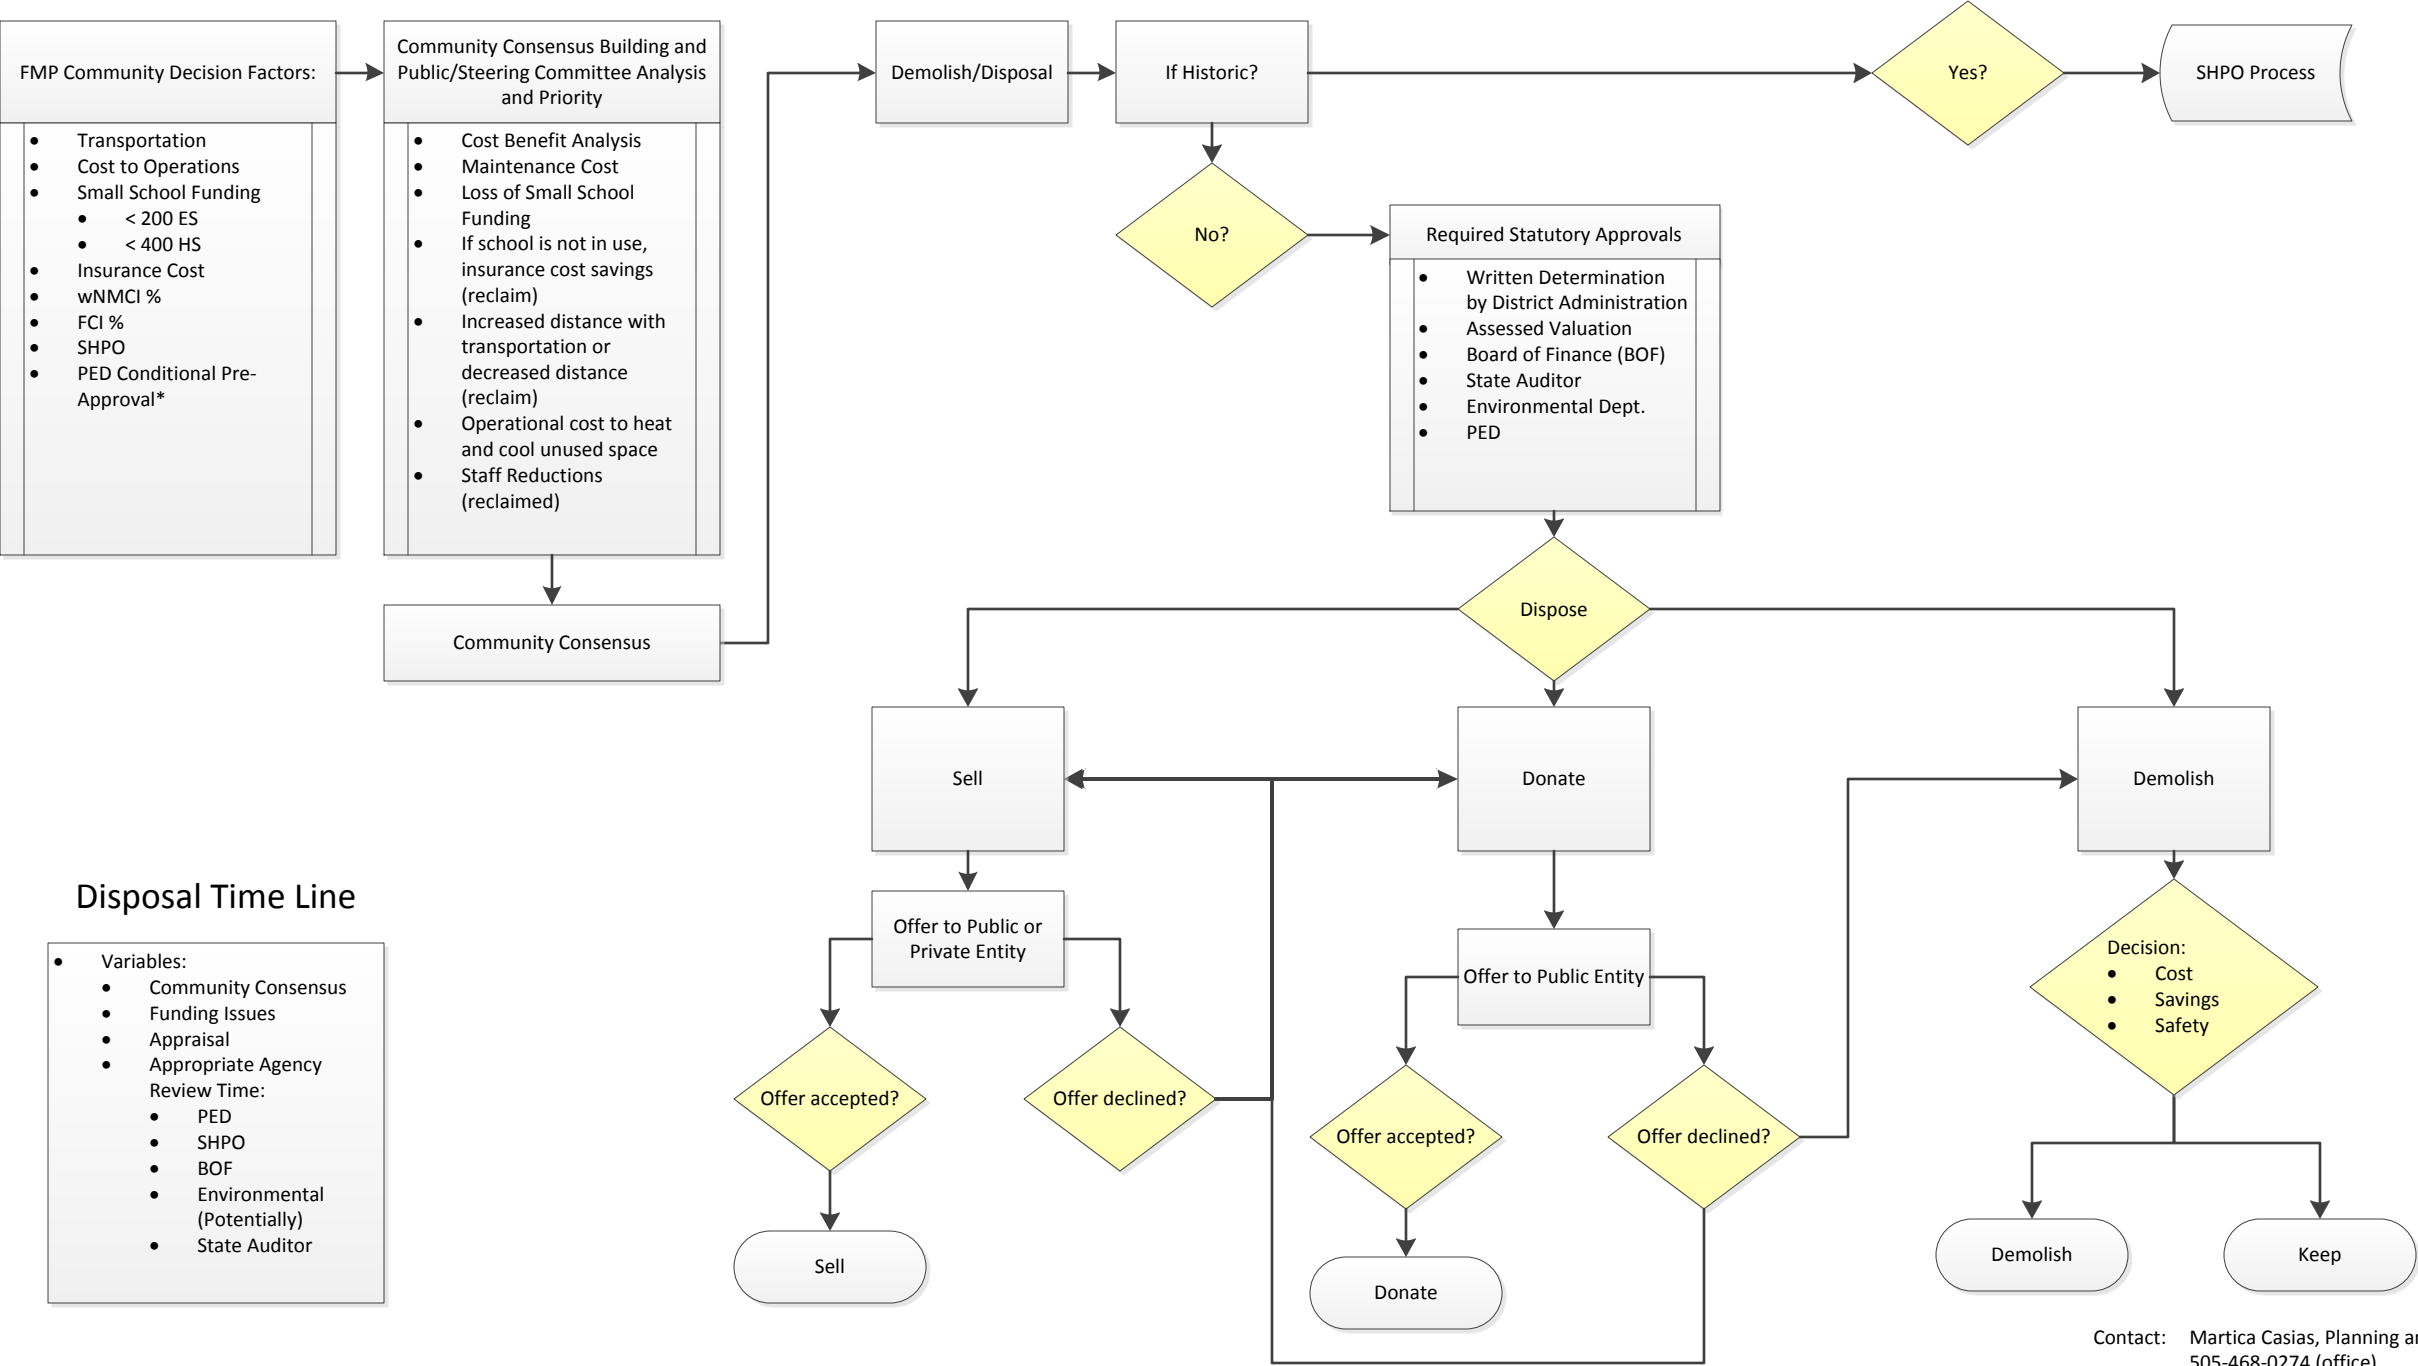 FMP Community Decision Factors:
• Transportation
• Cost to Operations
• Small School Funding
• < 200 ES
• < 400 HS
• Insurance Cost
• wNMCI %
• FCI %
• SHPO
• PED Conditional Pre-
Approval*
Community Consensus Building and
Public/Steering Committee Analysis
and Priority
• Cost Benefit Analysis
• Maintenance Cost
• Loss of Small School
Funding
• If school is not in use,
insurance cost savings
(reclaim)
• Increased distance with
transportation or
decreased distance
(reclaim)
• Operational cost to heat
and cool unused space
• Staff Reductions
(reclaimed)
Community Consensus
Demolish/Disposal
If Historic?
Yes?
SHPO Process
No?
Required Statutory Approvals
• Written Determination
by District Administration
• Assessed Valuation
• Board of Finance (BOF)
• State Auditor
• Environmental Dept.
• PED
Dispose
Sell
Donate
Demolish
Offer to Public or
Private Entity
Offer accepted?
Offer declined?
Sell
Offer to Public Entity
Offer accepted?
Offer declined?
Donate
Decision:
• Cost
• Savings
• Safety
Demolish
Keep
Disposal Time Line
• Variables:
• Community Consensus
• Funding Issues
• Appraisal
• Appropriate Agency
Review Time:
• PED
• SHPO
• BOF
• Environmental
(Potentially)
• State Auditor
Contact: Martica Casias, Planning
505-468-0274 (office)